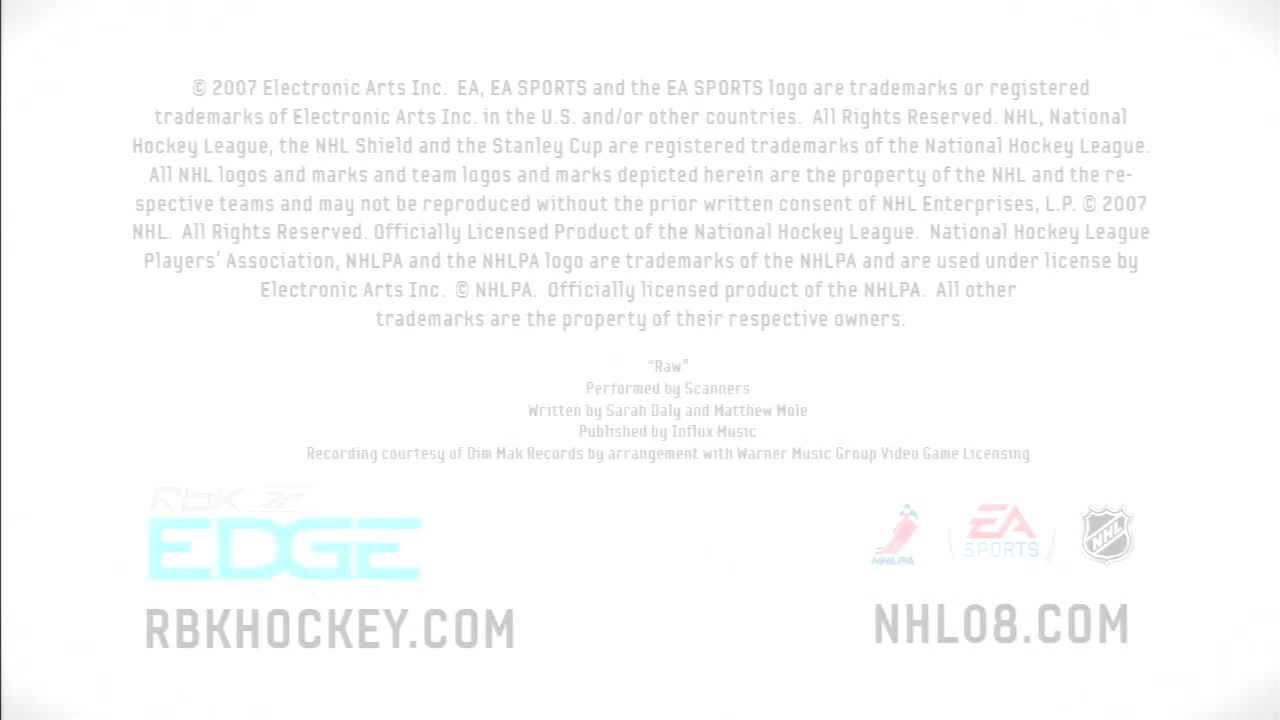 © 2007 Electronic Arts Inc.  EA, EA SPORTS and the EA SPORTS logo are trademarks or registered
trademarks of Electronic Arts Inc. in the U.S. and/or other countries.  All Rights Reserved. NHL, National
Hockey League, the NHL Shield and the Stanley Cup are registered trademarks of the National Hockey League.
All NHL logos and marks and team logos and marks depicted herein are the property of the NHL and the re-
spective teams and may not be reproduced without the prior written consent of NHL Enterprises, L.P. © 2007
NHL.  All Rights Reserved. Officially Licensed Product of the National Hockey League.  National Hockey League
Players’ Association, NHLPA and the NHLPA logo are trademarks of the NHLPA and are used under license by
Electronic Arts Inc.  © NHLPA.  Officially licensed product of the NHLPA.  All other
trademarks are the property of their respective owners.
“Raw”
Performed by Scanners
Written by Sarah Daly and Matthew Mole
Published by Influx Music
Recording courtesy of Dim Mak Records by arrangement with Warner Music Group Video Game Licensing
Rbk
EDGE
RBKHOCKEY.COM
NHLPA
EA
SPORTS
NHL
NHL08.COM